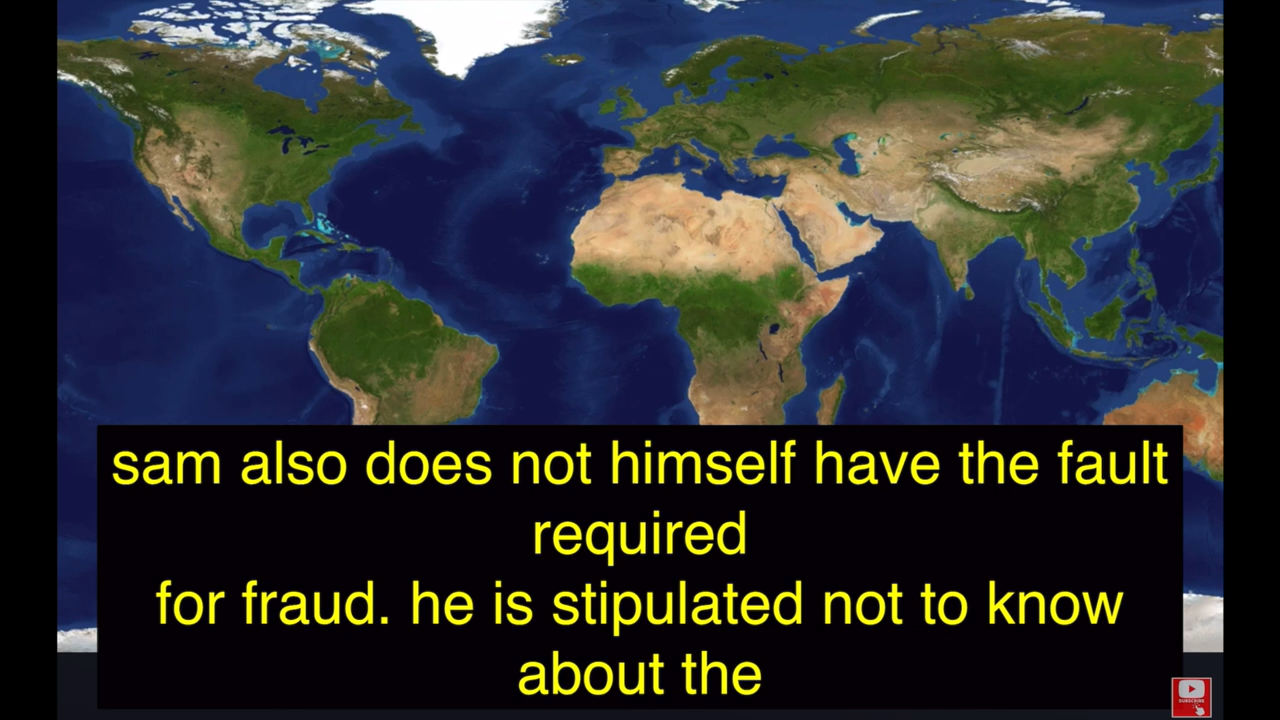 sam also does not himself have the fault
required
for fraud. he is stipulated not to know
about the
SUBSCRIBE